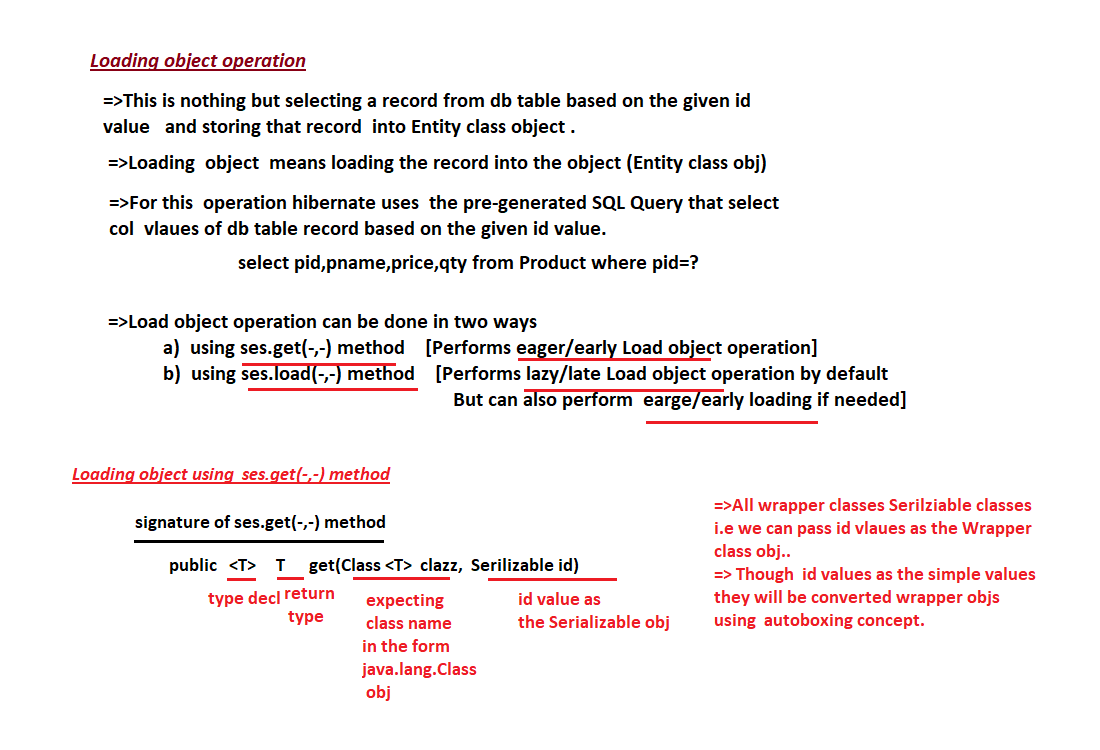 Loading object operation
=>This is nothing but selecting a record from db table based on the given id
value and storing that record into Entity class object .
=>Loading object means loading the record into the object (Entity class obj)
=>For this operation hibernate uses the pre-generated SQL Query that select
col vlaues of db table record based on the given id value.
select pid,pname,price,qty from Product where pid=?
=>Load object operation can be done in two ways
a) using ses.get(-,-) method [Performs eager/early Load object operation]
b) using ses.load(-,-) method [Performs lazy/late Load object operation by default
But can also perform earge/early loading if needed]
Loading object using ses.get(-,-) method
signature of ses.get(-,-) method
public <T> T get(Class <T> clazz, Serilizable id)
type decl
return
type
expecting
class name
in the form
java.lang.Class
obj
id value as
the Serializable obj
=>All wrapper classes Serilziable classes
i.e we can pass id vlaues as the Wrapper
class obj..
=> Though id values as the simple values
they will be converted wrapper objs
using autoboxing concept.